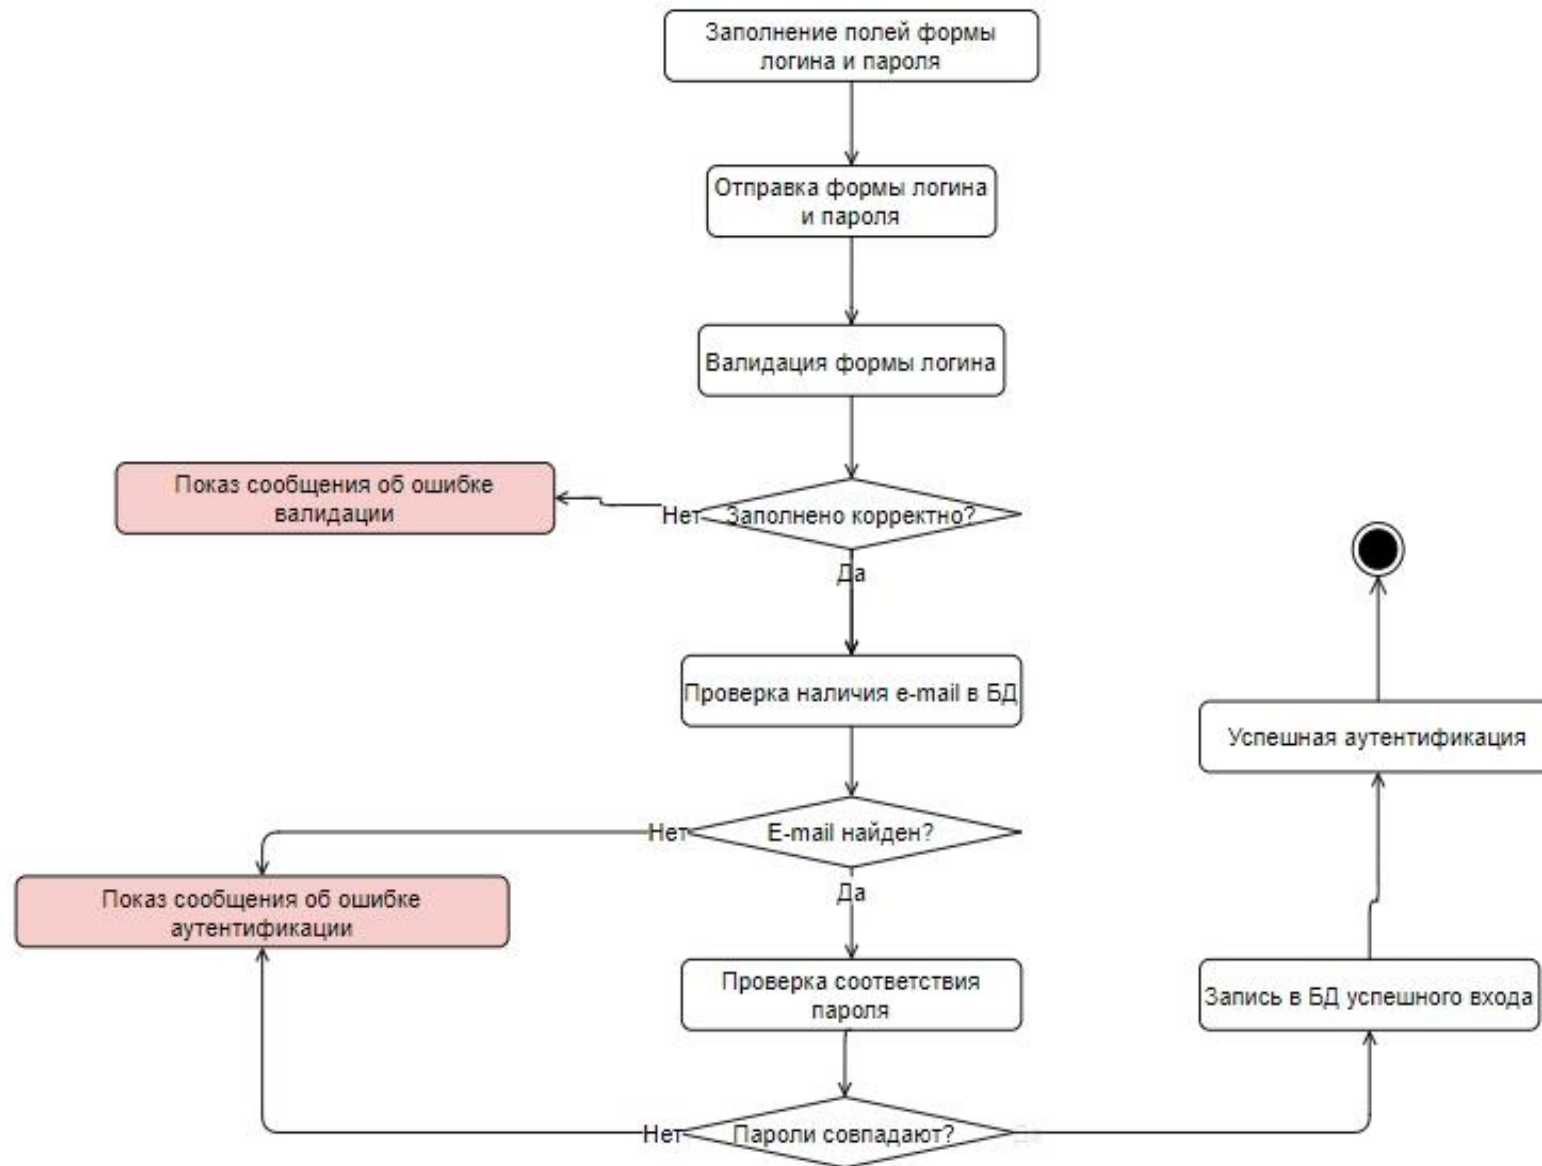 Заполнение полей формы
логина и пароля
Отправка формы логина
и пароля
Валидация формы логина
Показ сообщения об ошибке
валидации
Нет
Заполнено корректно?
Да
Проверка наличия e-mail в БД
Успешная аутентификация
Нет
E-mail найден?
Да
Показ сообщения об ошибке
аутентификации
Проверка соответствия
пароля
Запись в БД успешного входа
Нет
Пароли совпадают?
Да